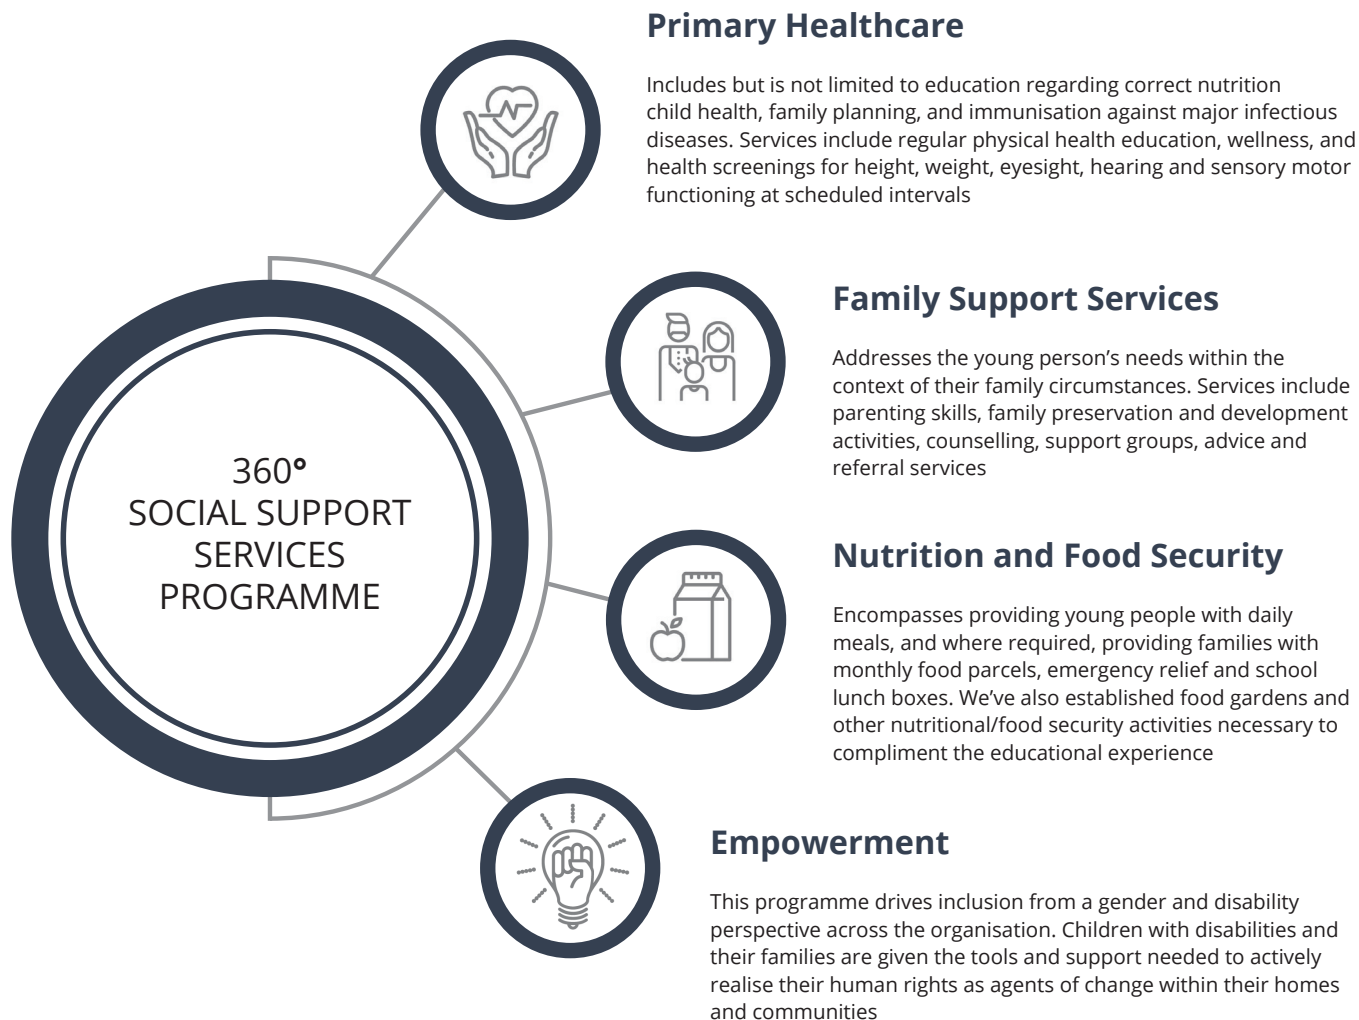 Primary Healthcare
Includes but is not limited to education regarding correct nutrition
child health, family planning, and immunisation against major infectious
diseases. Services include regular physical health education, wellness, and
health screenings for height, weight, eyesight, hearing and sensory motor
functioning at scheduled intervals
Family Support Services
Addresses the young person’s needs within the
context of their family circumstances. Services include
parenting skills, family preservation and development
activities, counselling, support groups, advice and
referral services
360°
SOCIAL SUPPORT
SERVICES
PROGRAMME
Nutrition and Food Security
Encompasses providing young people with daily
meals, and where required, providing families with
monthly food parcels, emergency relief and school
lunch boxes. We’ve also established food gardens and
other nutritional/food security activities necessary to
compliment the educational experience
Empowerment
This programme drives inclusion from a gender and disability
perspective across the organisation. Children with disabilities and
their families are given the tools and support needed to actively
realise their human rights as agents of change within their homes
and communities